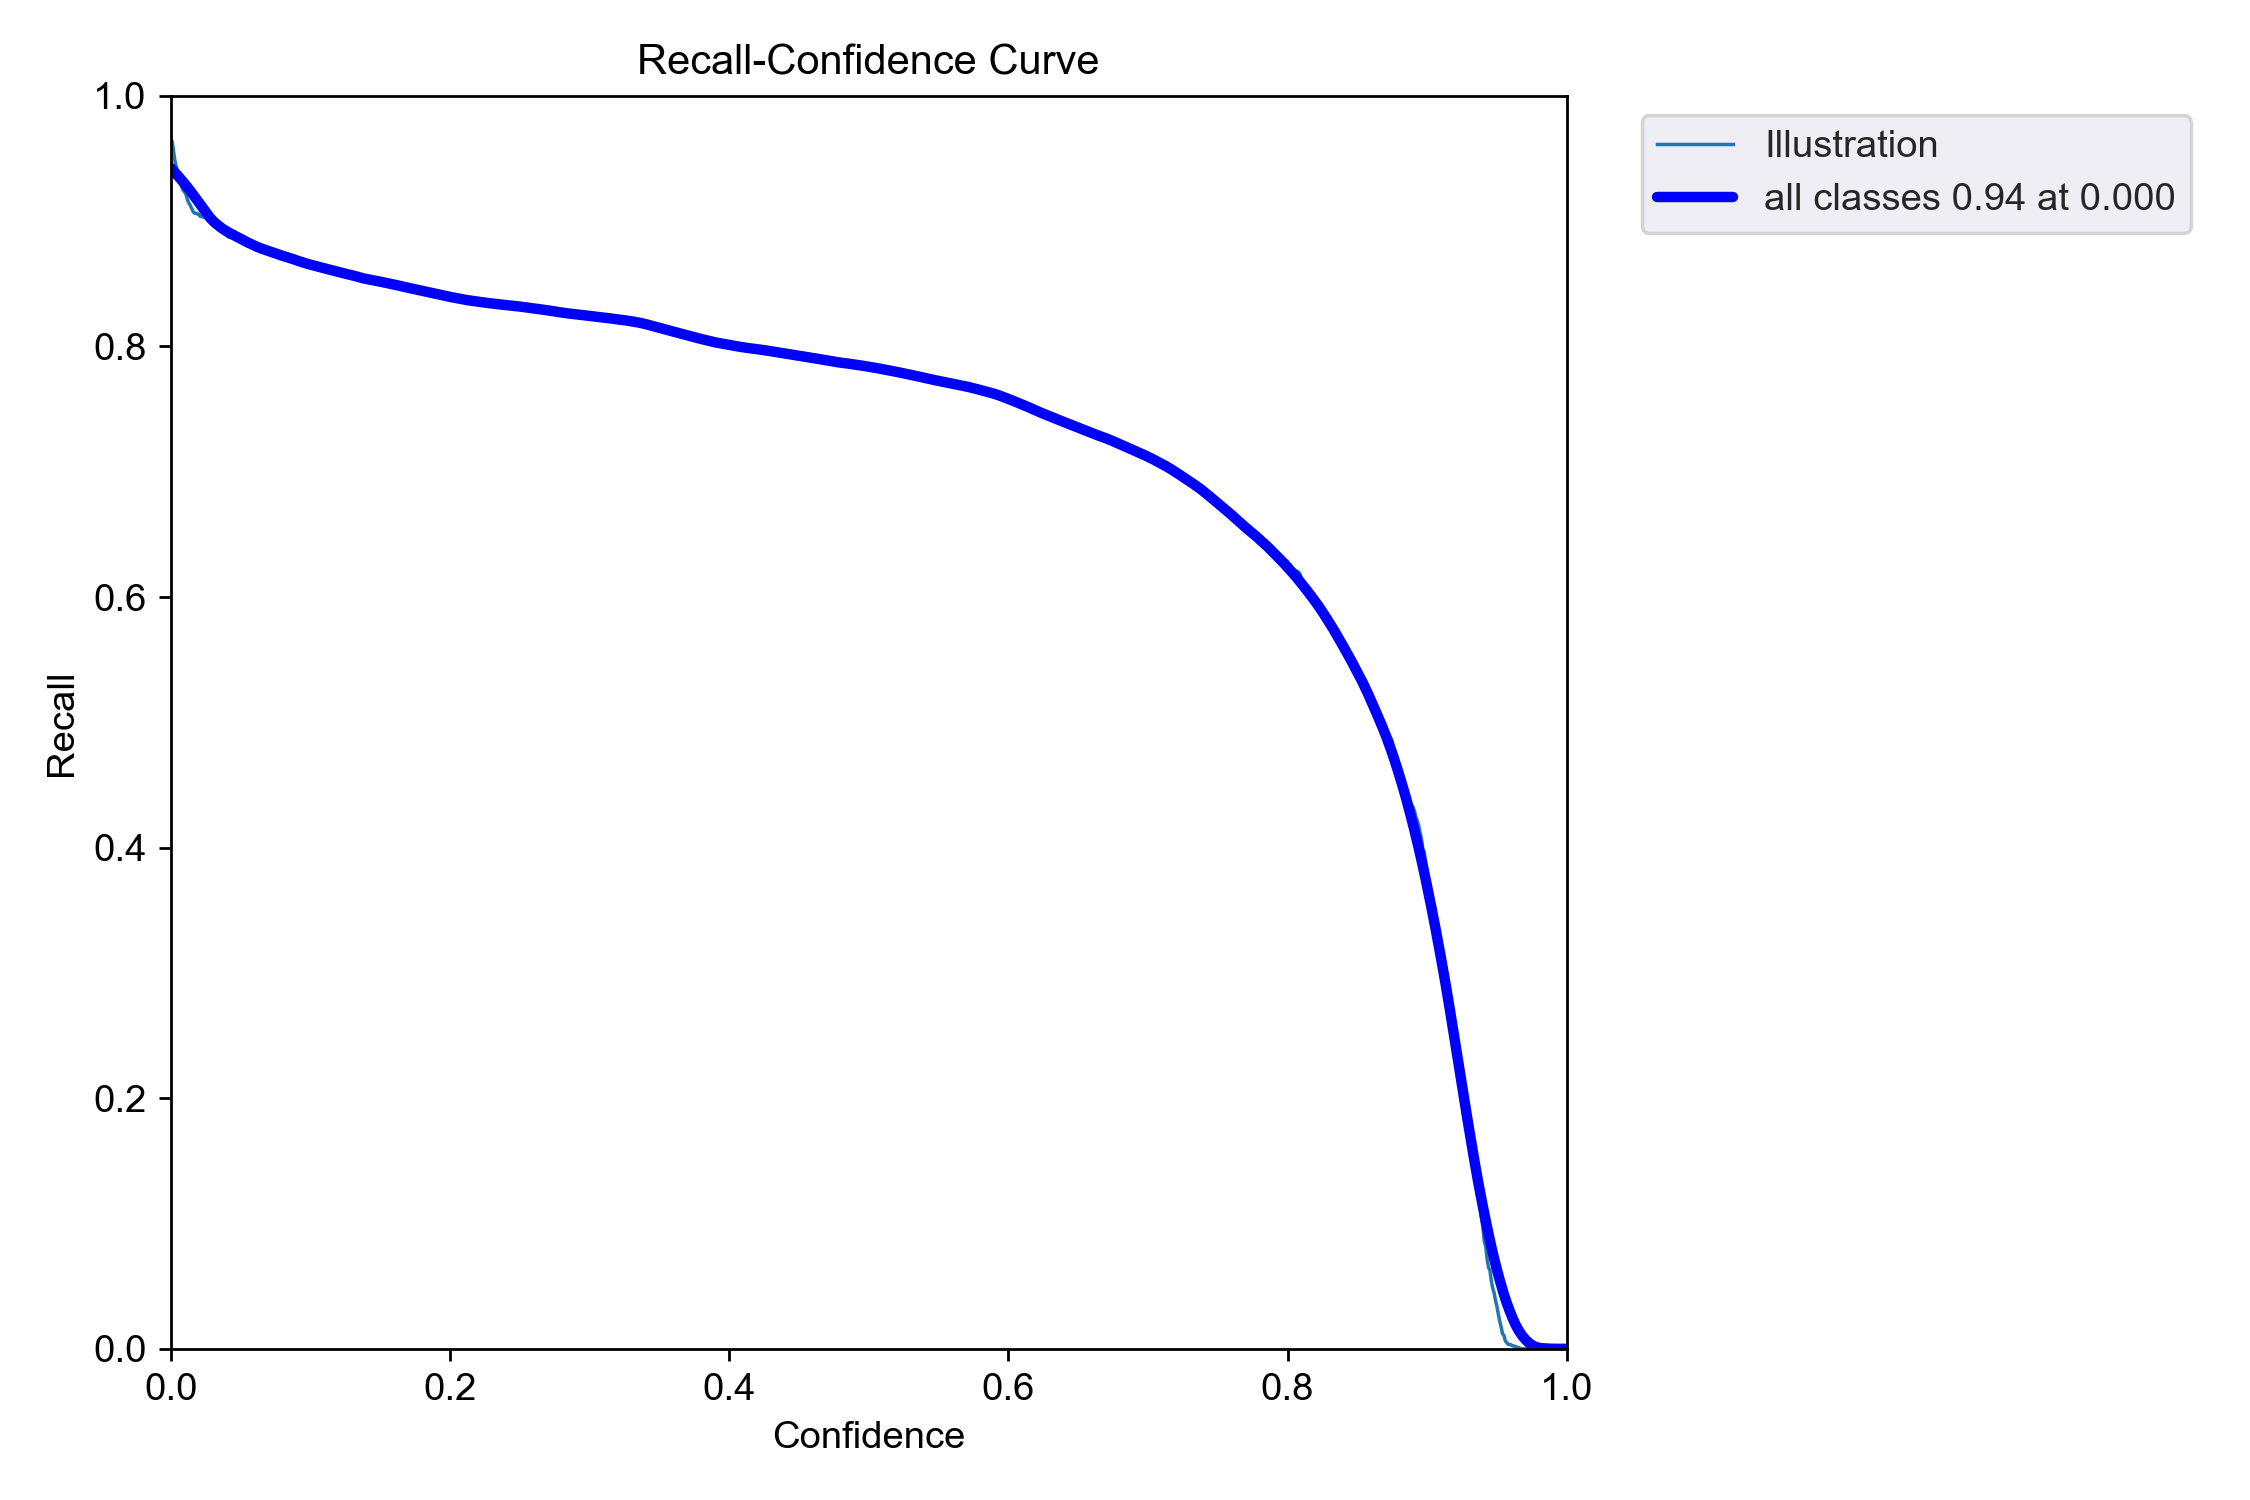 Recall-Confidence Curve
1.0
0.8
0.6
0.4
0.2
0.0
Recall
0.0 0.2 0.4 0.6 0.8 1.0
Confidence
Illustration
all classes 0.94 at 0.000